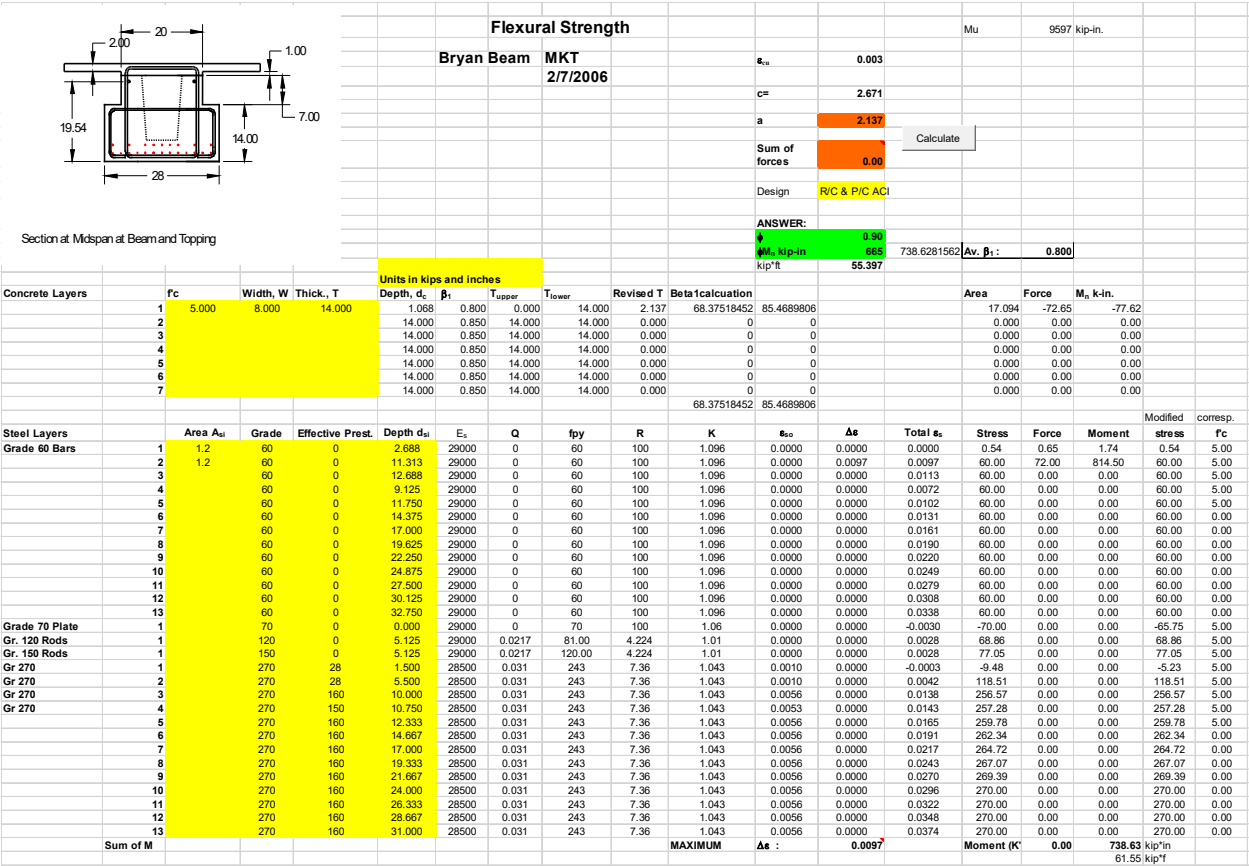 Flexural Strength
Mu 9597 kip-in.
20
2.00
1.00
Bryan Beam MKT
εcu 0.003
2/7/2006
c= 2.671
7.00
19.54
14.00
a 2.137
Calculate
Sum of forces 0.00
28
Design R/C & P/C ACI
ANSWER:
Section at Midspan at Beam and Topping
ϕ 0.90
ϕMn kip-in 665 738.6281562 Av. β1 : 0.800
kip*ft 55.397
Units in kips and inches
Concrete Layers f'c Width, W Thick., T Depth, dc β1 Tupper Tlower Revised T Beta1calcuation Area Force Mn k-in.
1 5.000 8.000 14.000 1.068 0.800 0.000 14.000 2.137 68.37518452 85.4689806 17.094 -72.65 -77.62
2 14.000 0.850 14.000 14.000 0.000 0 0 0.000 0.00 0.00
3 14.000 0.850 14.000 14.000 0.000 0 0 0.000 0.00 0.00
4 14.000 0.850 14.000 14.000 0.000 0 0 0.000 0.00 0.00
5 14.000 0.850 14.000 14.000 0.000 0 0 0.000 0.00 0.00
6 14.000 0.850 14.000 14.000 0.000 0 0 0.000 0.00 0.00
7 14.000 0.850 14.000 14.000 0.000 0 0 0.000 0.00 0.00
68.37518452 85.4689806
Modified corresp.
Steel Layers Area Asi Grade Effective Prest. Depth dsi Es Q fpy R K εso Δε Total εs Stress Force Moment stress f'c
Grade 60 Bars 1 1.2 60 0 2.688 29000 0 60 100 1.096 0.0000 0.0000 0.0000 0.54 0.65 1.74 0.54 5.00
2 1.2 60 0 11.313 29000 0 60 100 1.096 0.0000 0.0097 0.0097 60.00 72.00 814.50 60.00 5.00
3 60 0 12.688 29000 0 60 100 1.096 0.0000 0.0000 0.0113 60.00 0.00 0.00 60.00 5.00
4 60 0 9.125 29000 0 60 100 1.096 0.0000 0.0000 0.0072 60.00 0.00 0.00 60.00 5.00
5 60 0 11.750 29000 0 60 100 1.096 0.0000 0.0000 0.0102 60.00 0.00 0.00 60.00 5.00
6 60 0 14.375 29000 0 60 100 1.096 0.0000 0.0000 0.0131 60.00 0.00 0.00 60.00 5.00
7 60 0 17.000 29000 0 60 100 1.096 0.0000 0.0000 0.0161 60.00 0.00 0.00 60.00 0.00
8 60 0 19.625 29000 0 60 100 1.096 0.0000 0.0000 0.0190 60.00 0.00 0.00 60.00 0.00
9 60 0 22.250 29000 0 60 100 1.096 0.0000 0.0000 0.0220 60.00 0.00 0.00 60.00 0.00
10 60 0 24.875 29000 0 60 100 1.096 0.0000 0.0000 0.0249 60.00 0.00 0.00 60.00 0.00
11 60 0 27.500 29000 0 60 100 1.096 0.0000 0.0000 0.0279 60.00 0.00 0.00 60.00 0.00
12 60 0 30.125 29000 0 60 100 1.096 0.0000 0.0000 0.0308 60.00 0.00 0.00 60.00 0.00
13 60 0 32.750 29000 0 60 100 1.096 0.0000 0.0000 0.0338 60.00 0.00 0.00 60.00 0.00
Grade 70 Plate 1 70 0 0.000 29000 0 70 100 1.06 0.0000 0.0000 -0.0030 -70.00 0.00 0.00 -65.75 5.00
Gr. 120 Rods 1 120 0 5.125 29000 0.0217 81.00 4.224 1.01 0.0000 0.0000 0.0028 68.86 0.00 0.00 68.86 5.00
Gr. 150 Rods 1 150 0 5.125 29000 0.0217 120.00 4.224 1.01 0.0000 0.0000 0.0028 77.05 0.00 0.00 77.05 5.00
Gr 270 1 270 28 1.500 28500 0.031 243 7.36 1.043 0.0010 0.0000 -0.0003 -9.48 0.00 0.00 -5.23 5.00
Gr 270 2 270 28 5.500 28500 0.031 243 7.36 1.043 0.0010 0.0000 0.0042 118.51 0.00 0.00 118.51 5.00
Gr 270 3 270 160 10.000 28500 0.031 243 7.36 1.043 0.0056 0.0000 0.0138 256.57 0.00 0.00 256.57 5.00
Gr 270 4 270 150 10.750 28500 0.031 243 7.36 1.043 0.0053 0.0000 0.0143 257.28 0.00 0.00 257.28 5.00
5 270 160 12.333 28500 0.031 243 7.36 1.043 0.0056 0.0000 0.0165 259.78 0.00 0.00 259.78 5.00
6 270 160 14.667 28500 0.031 243 7.36 1.043 0.0056 0.0000 0.0191 262.34 0.00 0.00 262.34 0.00
7 270 160 17.000 28500 0.031 243 7.36 1.043 0.0056 0.0000 0.0217 264.72 0.00 0.00 264.72 0.00
8 270 160 19.333 28500 0.031 243 7.36 1.043 0.0056 0.0000 0.0243 267.07 0.00 0.00 267.07 0.00
9 270 160 21.667 28500 0.031 243 7.36 1.043 0.0056 0.0000 0.0270 269.39 0.00 0.00 269.39 0.00
10 270 160 24.000 28500 0.031 243 7.36 1.043 0.0056 0.0000 0.0296 270.00 0.00 0.00 270.00 0.00
11 270 160 26.333 28500 0.031 243 7.36 1.043 0.0056 0.0000 0.0322 270.00 0.00 0.00 270.00 0.00
12 270 160 28.667 28500 0.031 243 7.36 1.043 0.0056 0.0000 0.0348 270.00 0.00 0.00 270.00 0.00
13 270 160 31.000 28500 0.031 243 7.36 1.043 0.0056 0.0000 0.0374 270.00 0.00 0.00 270.00 0.00
Sum of M MAXIMUM Δε : 0.0097 Moment (K' 0.00 738.63 kip*in
61.55 kip*f